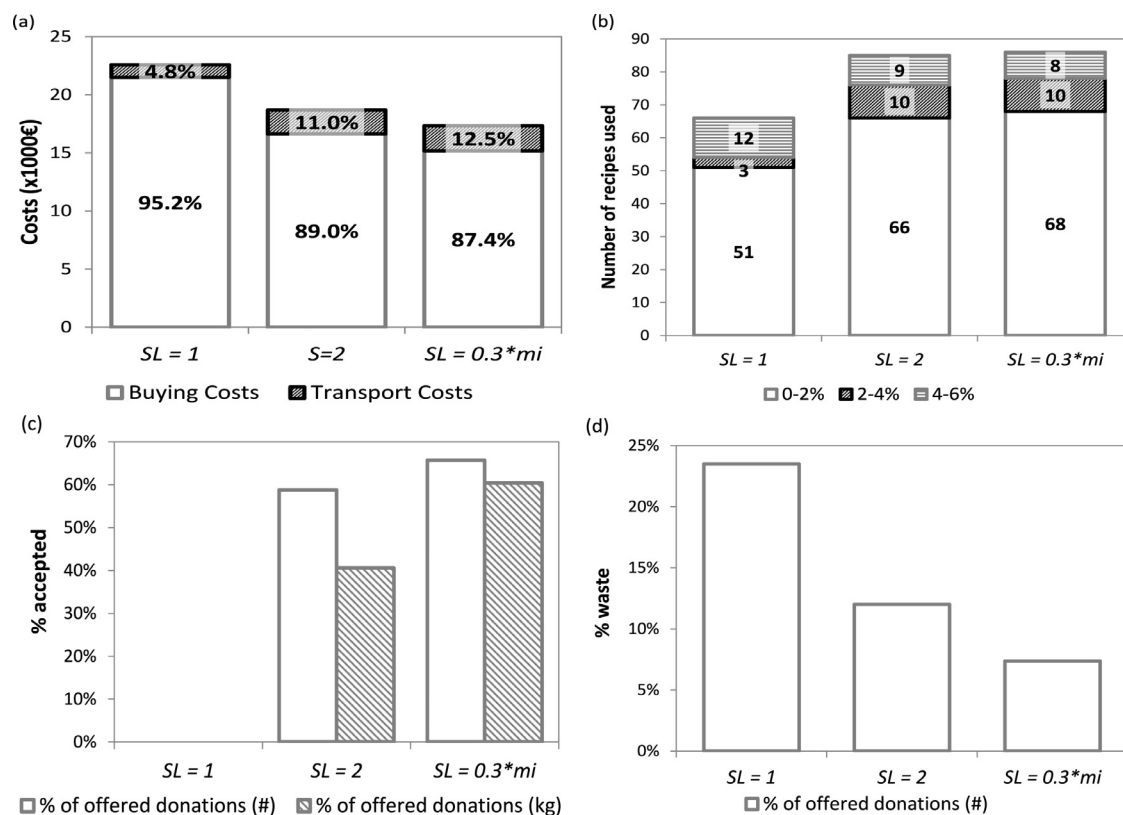 (a)
25
20
15
10
5
0
Costs (x1000€)
4.8%
11.0%
12.5%
95.2%
89.0%
87.4%
SL = 1
S=2
SL = 0.3*mi
Buying Costs
Transport Costs
(b)
90
80
70
60
50
40
30
20
10
0
Number of recipes used
12
3
51
9
10
66
8
10
68
SL = 1
SL = 2
SL = 0.3*mi
0-2%
2-4%
4-6%
(c)
70%
60%
50%
40%
60%
20%
10%
0%
% accepted
SL = 1
SL = 2
SL = 0.3*mi
% of offered donations (#)
% of offered donations (kg)
(d)
25%
20%
15%
10%
5%
0%
% waste
SL = 1
SL = 2
SL = 0.3*mi
% of offered donations (#)